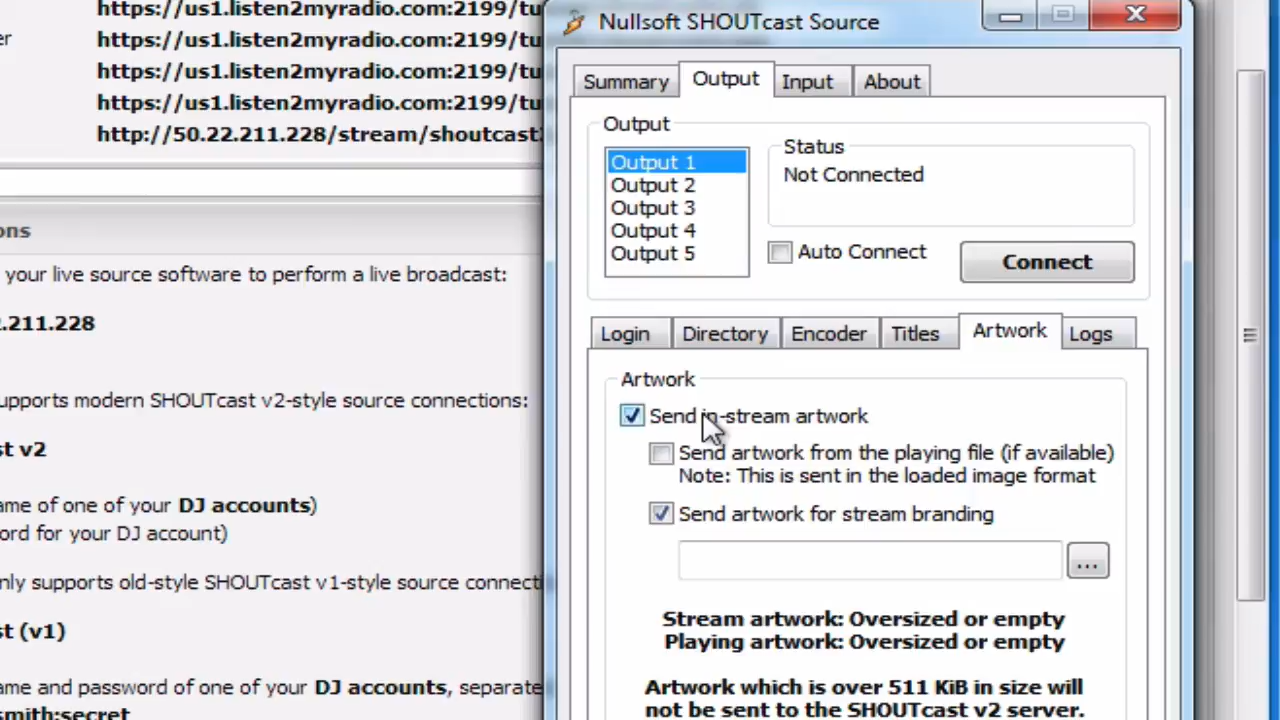 https://us1.listen2myradio.com:2199/tu
er
https://us1.listen2myradio.com:2199/tu
https://us1.listen2myradio.com:2199/tu
https://us1.listen2myradio.com:2199/tu
http://50.22.211.228/stream/shoutcast
ons
your live source software to perform a live broadcast:
.211.228
upports modern SHOUTcast v2-style source connections:
st v2
ame of one of your DJ accounts)
ord for your DJ account)
nly supports old-style SHOUTcast v1-style source connecti
st (v1)
ame and password of one of your DJ accounts, separate
smith:secret
Nullsoft SHOUTcast Source
Summary Output Input About
Output
Output 1
Output 2
Output 3
Output 4
Output 5
Status
Not Connected
Auto Connect
Connect
Login Directory Encoder Titles Artwork Logs
Artwork
Send in-stream artwork
Send artwork from the playing file (if available)
Note: This is sent in the loaded image format
Send artwork for stream branding
...
Stream artwork: Oversized or empty
Playing artwork: Oversized or empty
Artwork which is over 511 KiB in size will
not be sent to the SHOUTcast v2 server.